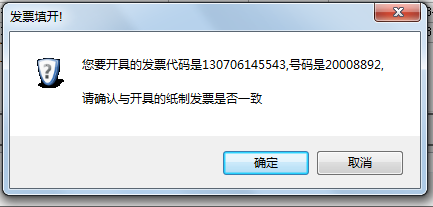 发票填开!
您要开具的发票代码是130706145543,号码是20008892,
请确认与开具的纸制发票是否一致
确定
取消